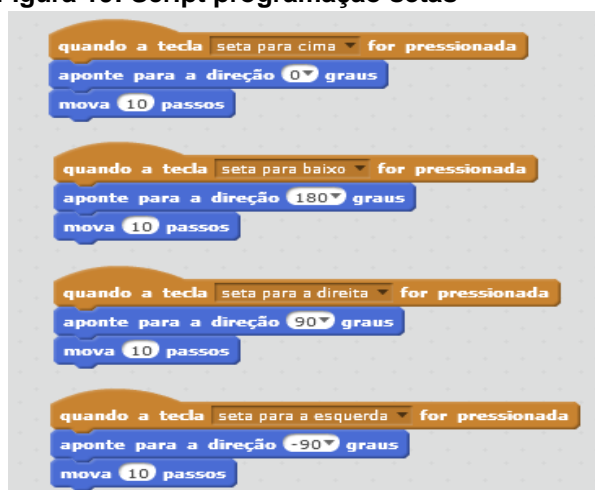 Figura 15: Script programação setas
quando a tecla seta para cima for pressionada
aponte para a direção 0 graus
mova 10 passos
quando a tecla seta para baixo for pressionada
aponte para a direção 180 graus
mova 10 passos
quando a tecla seta para a direita for pressionada
aponte para a direção 90 graus
mova 10 passos
quando a tecla seta para a esquerda for pressionada
aponte para a direção -90 graus
mova 10 passos